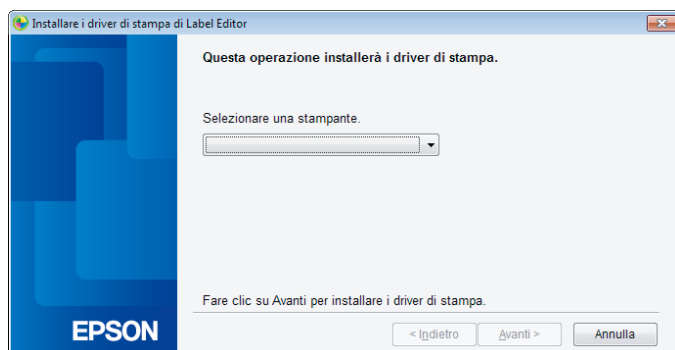 Installare i driver di stampa di Label Editor
Questa operazione installerà i driver di stampa.
Selezionare una stampante.
Fare clic su Avanti per installare i driver di stampa.
EPSON
< Indietro
Avanti >
Annulla